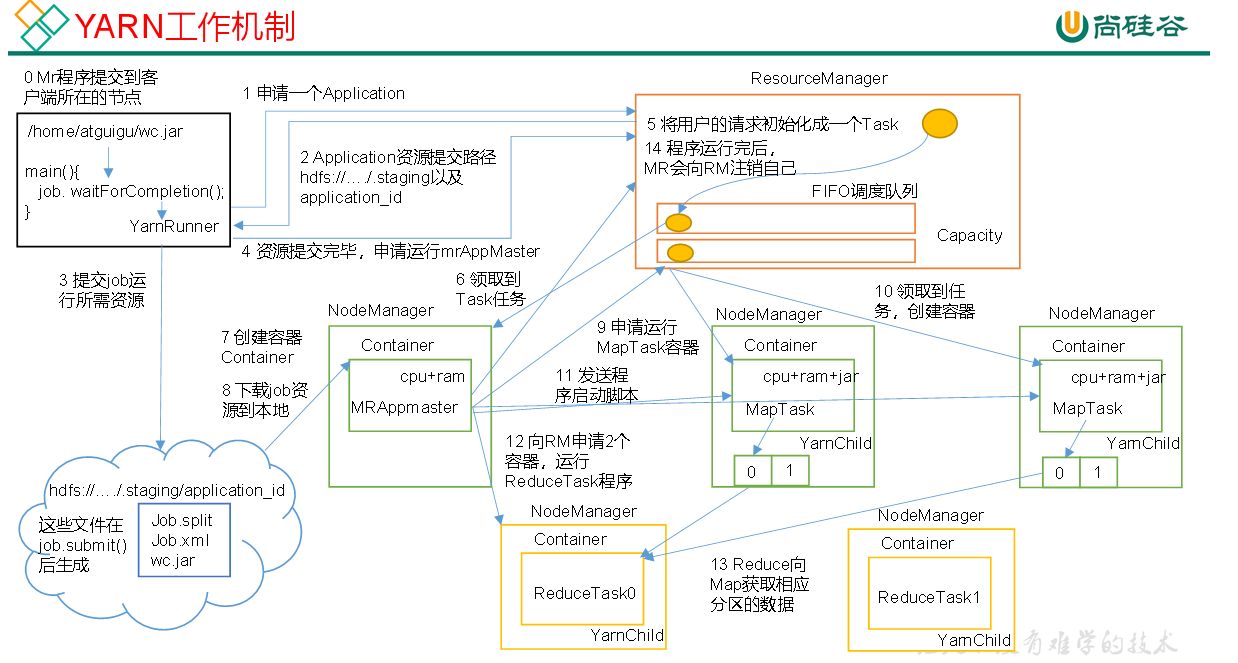 YARN工作机制
尚硅谷
0 Mr程序提交到客
户端所在的节点
/home/atguigu/wc.jar
main(){
job. waitForCompletion();
}
YarnRunner
1 申请一个Application
2 Application资源提交路径
hdfs://…./.staging以及
application_id
4 资源提交完毕，申请运行mrAppMaster
3 提交job运
行所需资源
ResourceManager
5 将用户的请求初始化成一个Task
14 程序运行完后，
MR会向RM注销自己
FIFO调度队列
Capacity
6 领取到
Task任务
7 创建容器
Container
8 下载job资
源到本地
NodeManager
Container
cpu+ram
MRAppmaster
9 申请运行
MapTask容器
10 领取到任
务，创建容器
11 发送程
序启动脚本
NodeManager
Container
cpu+ram+jar
MapTask
YarnChild
0 1
NodeManager
Container
cpu+ram+jar
MapTask
YarnChild
0 1
12 向RM申请2个
容器，运行
ReduceTask程序
hdfs://…./.staging/application_id
这些文件在
job.submit()
后生成
Job.split
Job.xml
wc.jar
NodeManager
Container
ReduceTask0
YarnChild
13 Reduce向
Map获取相应
分区的数据
NodeManager
Container
ReduceTask1
YarnChild
有难学的技术